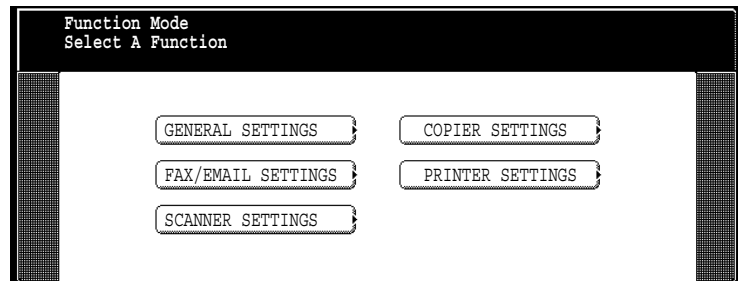 Function Mode
Select A Function
GENERAL SETTINGS
COPIER SETTINGS
FAX/EMAIL SETTINGS
PRINTER SETTINGS
SCANNER SETTINGS